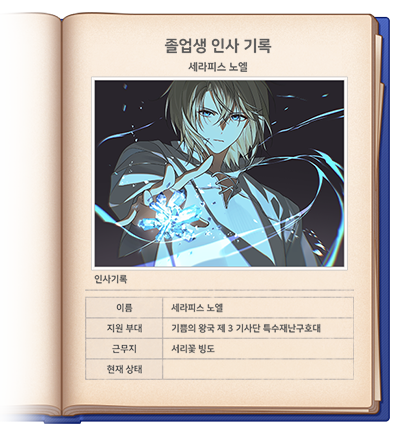 졸업생 인사 기록
세라피스 노엘
인사기록
이름 세라피스 노엘
지원 부대 기쁨의 왕국 제 3 기사단 특수재난구호대
근무지 서리꽃 빙도
현재 상태